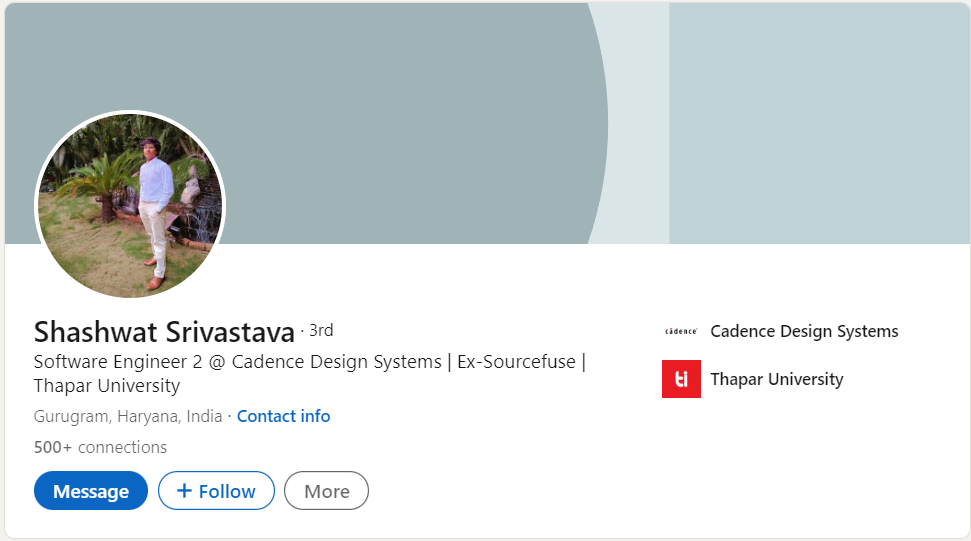 Shashwat Srivastava · 3rd
Software Engineer 2 @ Cadence Design Systems | Ex-Sourcefuse |
Thapar University
Gurugram, Haryana, India · Contact info
500+ connections
Message
+ Follow
More
cādence®
Cadence Design Systems
ti
Thapar University